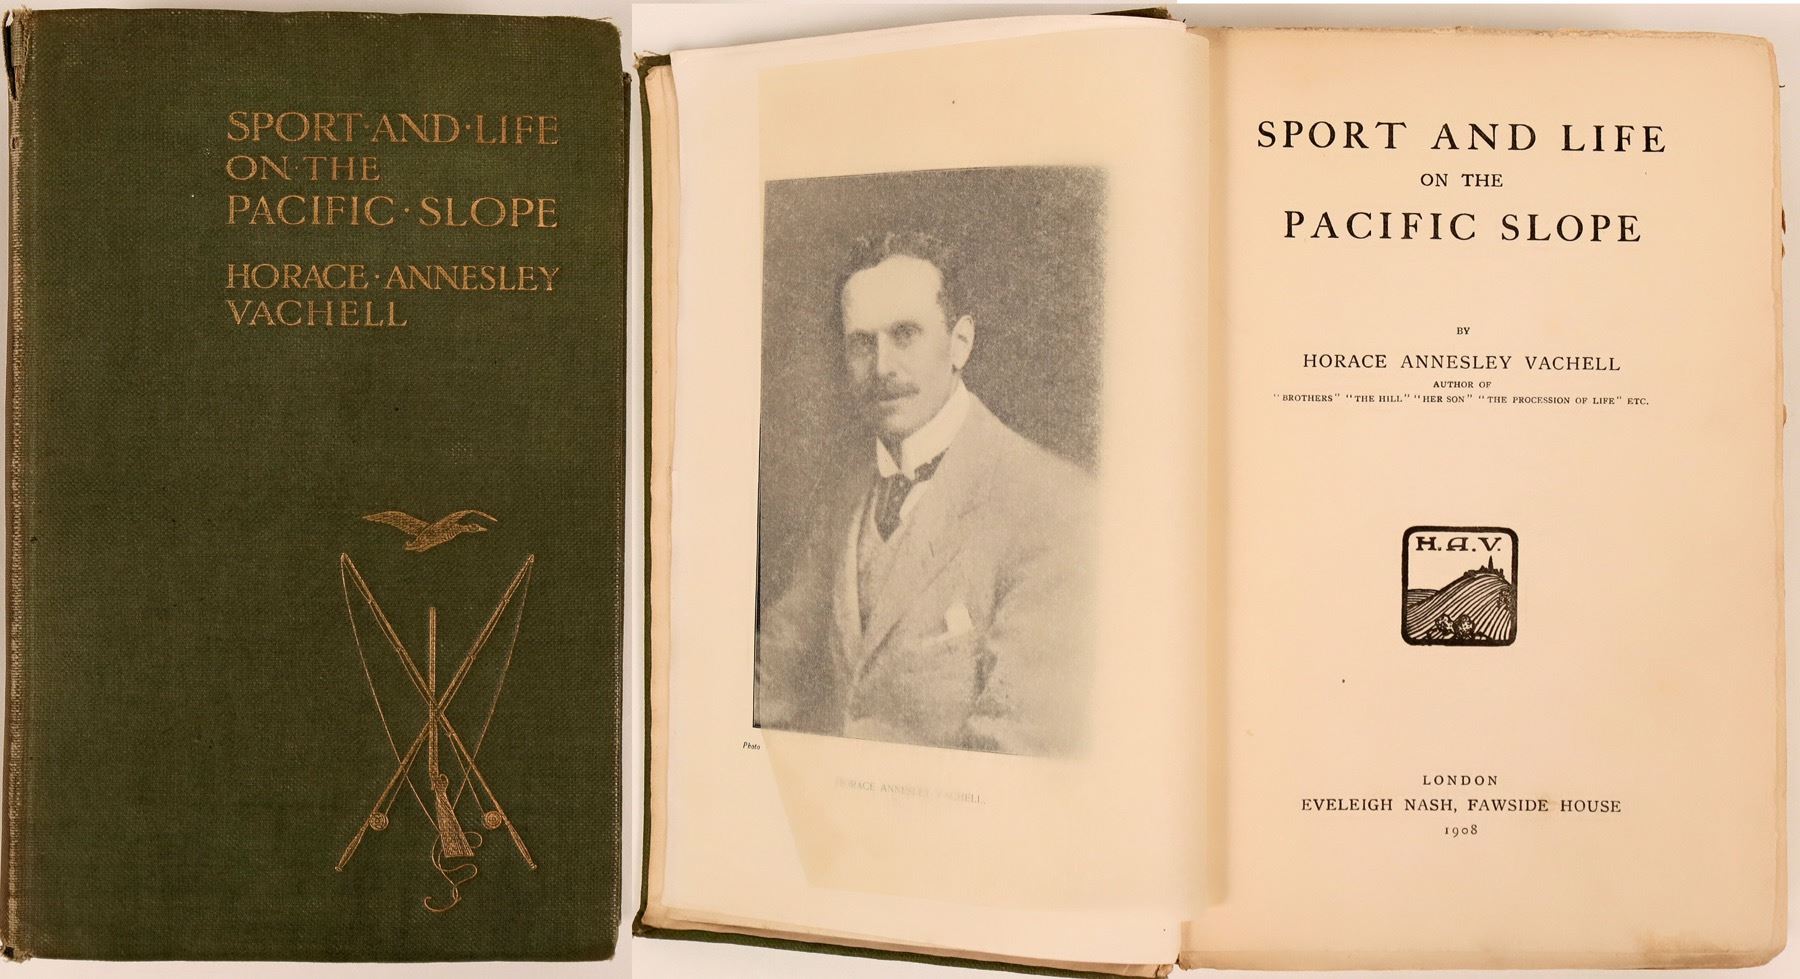 SPORT·AND·LIFE
ON·THE
PACIFIC·SLOPE
HORACE·ANNESLEY
VACHELL
Photo
HORACE ANNESLEY VACHELL.
SPORT AND LIFE
ON THE
PACIFIC SLOPE
BY
HORACE ANNESLEY VACHELL
AUTHOR OF
"BROTHERS" "THE HILL" "HER SON" "THE PROCESSION OF LIFE" ETC.
H.A.V.
LONDON
EVELEIGH NASH, FAWSIDE HOUSE
1908